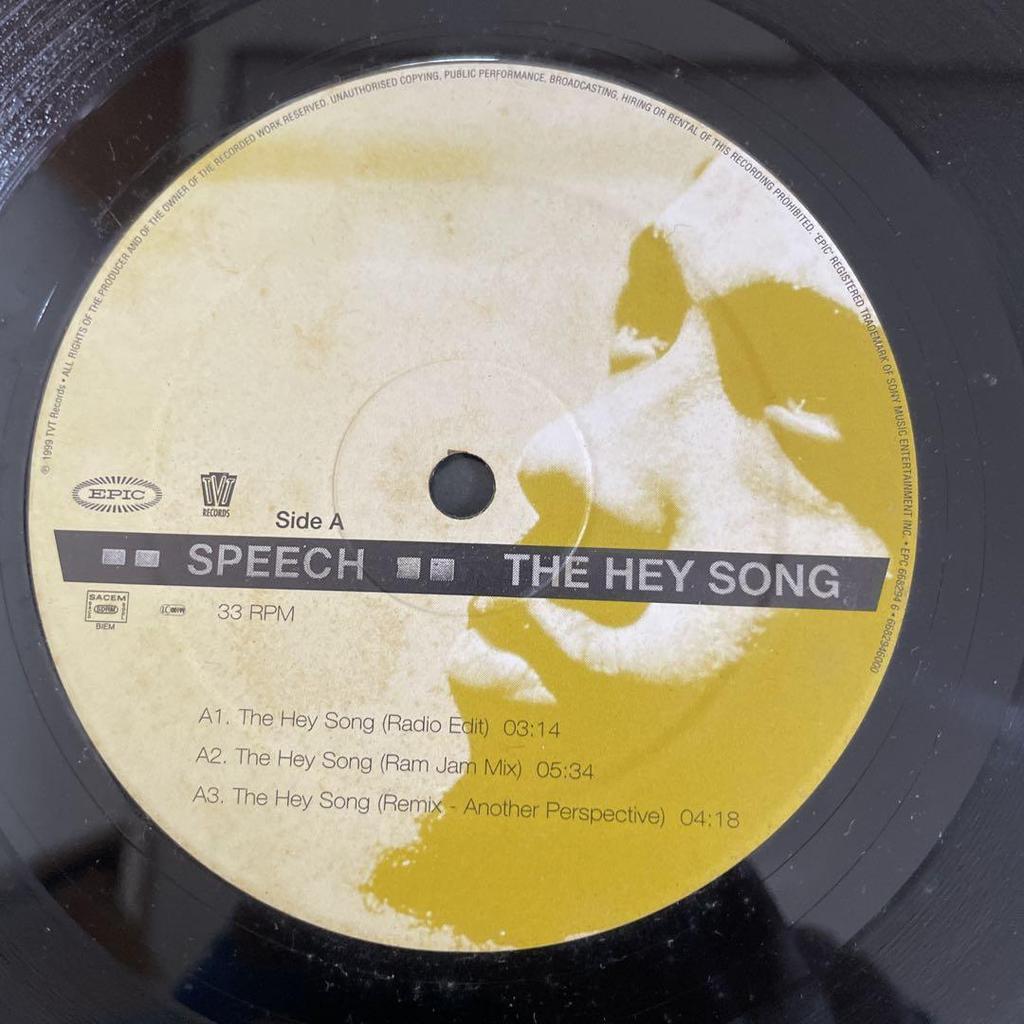 ℗ 1999 TVT Records • ALL RIGHTS OF THE PRODUCER AND OF THE OWNER OF THE RECORDED WORK RESERVED. UNAUTHORISED COPYING, PUBLIC PERFORMANCE, BROADCASTING, HIRING OR RENTAL OF THIS RECORDING PROHIBITED. 'EPIC' REGISTERED TRADEMARK OF SONY MUSIC ENTERTAINMENT INC. • EPC 668294 6 • 6682946000
EPIC
TVT
RECORDS
Side A
SPEECH THE HEY SONG
SACEM
BIEM
33 RPM
A1. The Hey Song (Radio Edit) 03:14
A2. The Hey Song (Ram Jam Mix) 05:34
A3. The Hey Song (Remix - Another Perspective) 04:18